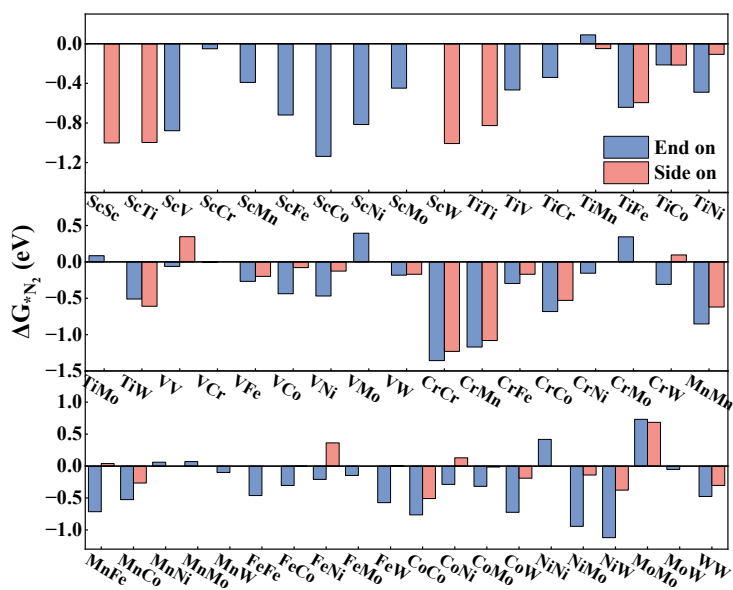 0.0
-0.4
-0.8
-1.2
End on
Side on
ScSc ScTi ScV ScCr ScMn ScFe ScCo ScNi ScMo ScW TiTi TiV TiCr TiMn TiFe TiCo TiNi
ΔG*N2 (eV)
0.5
0.0
-0.5
-1.0
-1.5
TiMo TiW VV VCr VFe VCo VNi VMo VW CrCr CrMn CrFe CrCo CrNi CrMo CrW MnMn
1.0
0.5
0.0
-0.5
-1.0
MnFe MnCo MnNi MnMo MnW FeFe FeCo FeNi FeMo FeW CoCo CoNi CoMo CoW NiNi NiMo NiW MoMo MoW WW